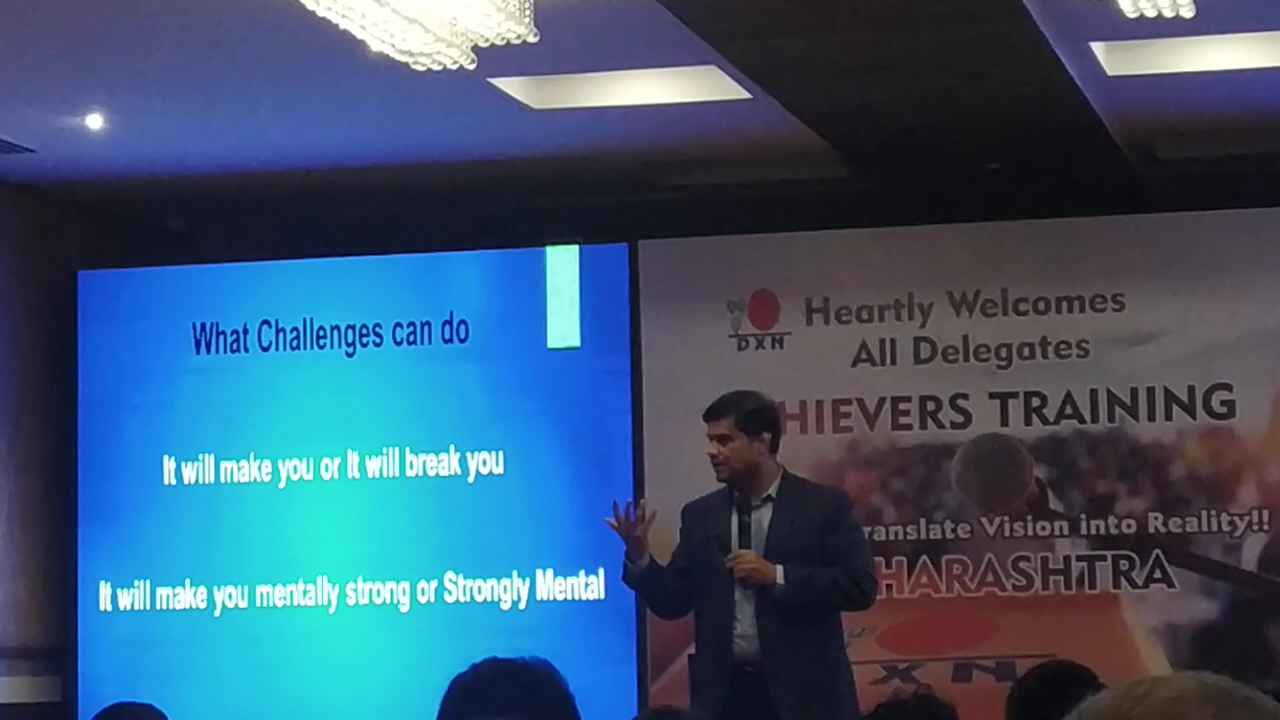 What Challenges can do
It will make you or It will break you
It will make you mentally strong or Strongly Mental
DXN
Heartly Welcomes
All Delegates
HIEVERS TRAINING
ranslate Vision into Reality!!
HARASHTRA
DXN